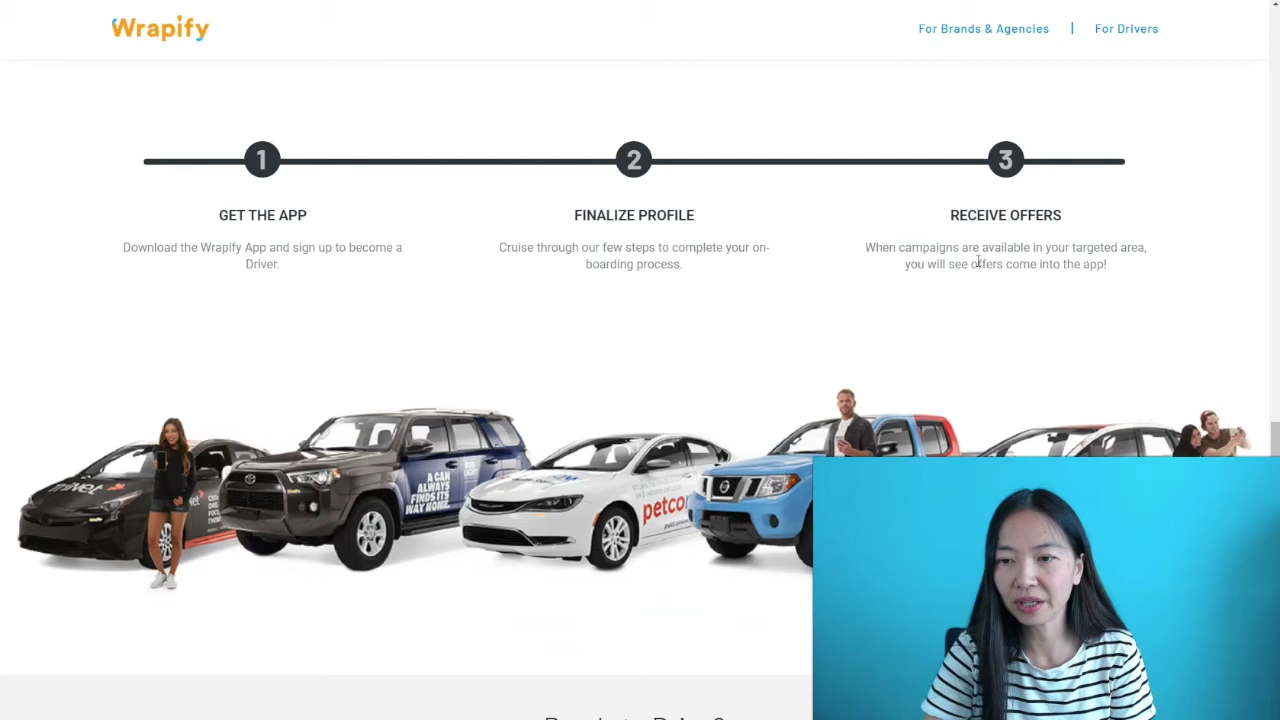 Wrapify
For Brands & Agencies | For Drivers
1
2
3
GET THE APP
FINALIZE PROFILE
RECEIVE OFFERS
Download the Wrapify App and sign up to become a
Driver.
Cruise through our few steps to complete your on-
boarding process.
When campaigns are available in your targeted area,
you will see offers come into the app!
A CAN
ALWAYS
FINDS ITS
WAY HOME.
petco